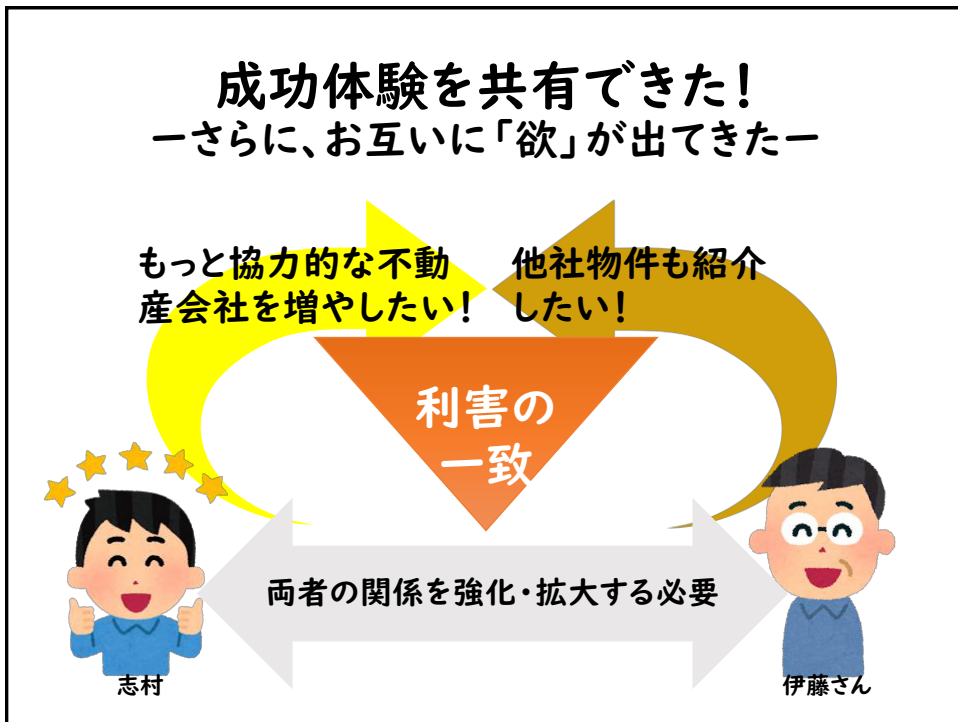 成功体験を共有できた！
ーさらに、お互いに「欲」が出てきたー
もっと協力的な不動
産会社を増やしたい！
他社物件も紹介
したい！
利害の
一致
両者の関係を強化・拡大する必要
志村
伊藤さん